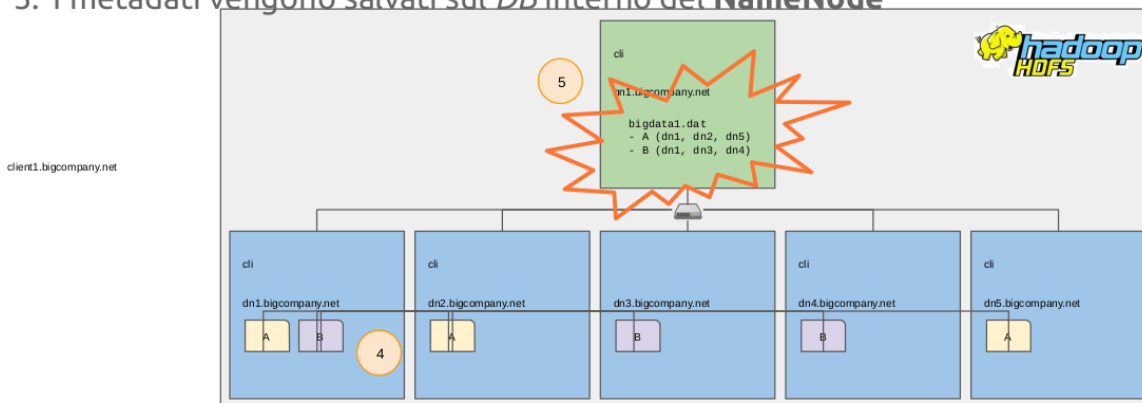 5. I metadati vengono salvati sul DB interno del NameNode
hadoop
HDFS
cli
5
nn1.bigcompany.net
bigdata1.dat
- A (dn1, dn2, dn5)
- B (dn1, dn3, dn4)
client1.bigcompany.net
cli
cli
cli
cli
dn1.bigcompany.net
dn2.bigcompany.net
dn3.bigcompany.net
dn4.bigcompany.net
dn5.bigcompany.net
A
B
4
A
B
B
A